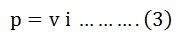 p = v i ... ... .... (3)